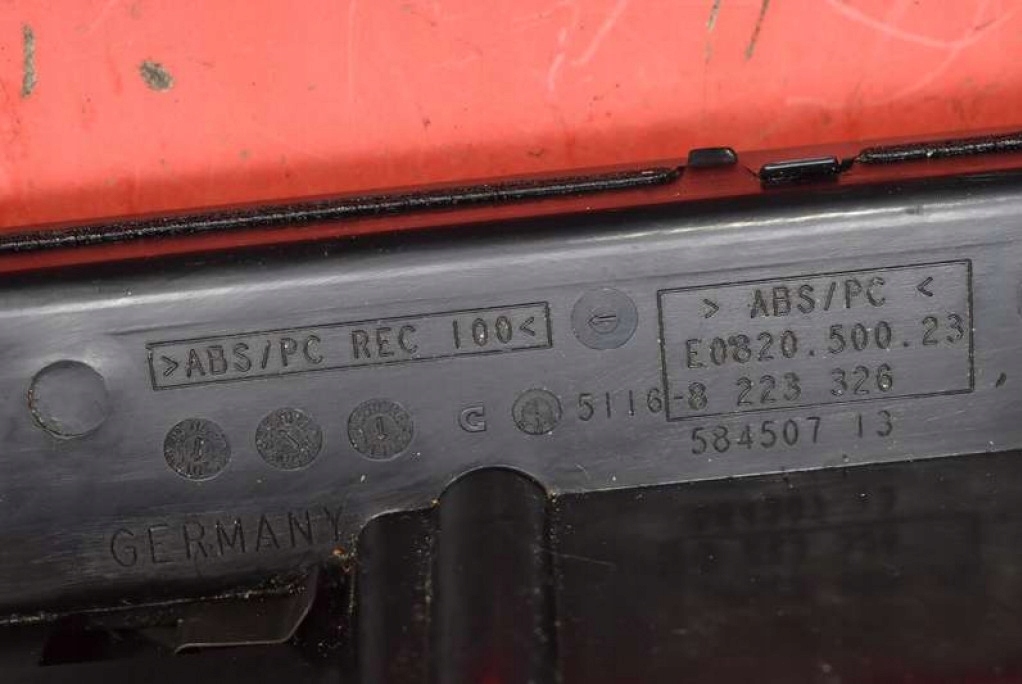 >ABS/PC REC 100<
> ABS/PC <
E0820.500.23
G
5116-8 223 326
584507 13
GERMANY